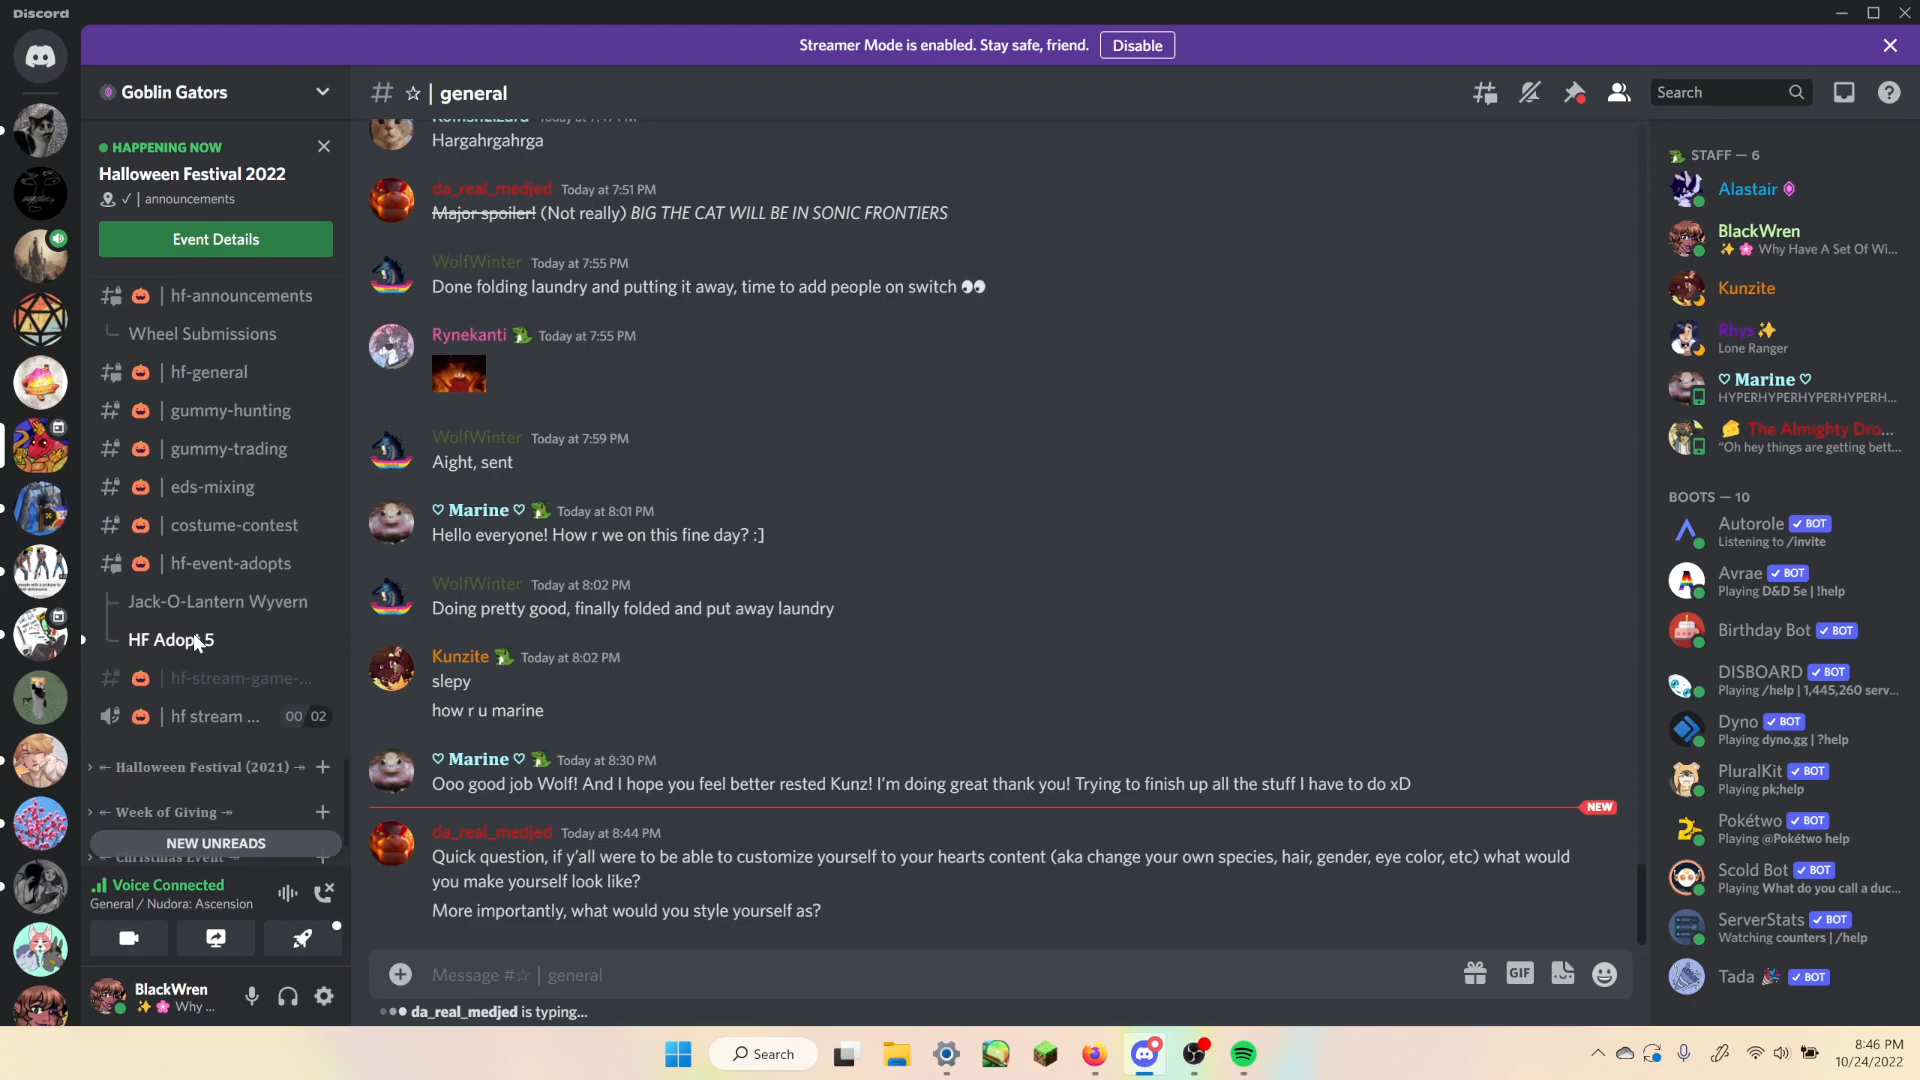 Discord
Streamer Mode is enabled. Stay safe, friend.
Disable
Goblin Gators
HAPPENING NOW
Halloween Festival 2022
✓ | announcements
Event Details
| hf-announcements
Wheel Submissions
| hf-general
| gummy-hunting
| gummy-trading
| eds-mixing
| costume-contest
| hf-event-adopts
Jack-O-Lantern Wyvern
HF Adopt 5
| hf-stream-game-...
| hf stream ...
00 02
Halloween Festival (2021)
Week of Giving
NEW UNREADS
Christmas Event
Voice Connected
General / Nudora: Ascension
BlackWren
✨ 🌸 Why ...
# ☆ | general
Search
Today at 7:47 PM
Hargahrgahrga
da_real_medjed Today at 7:51 PM
Major spoiler! (Not really) BIG THE CAT WILL BE IN SONIC FRONTIERS
WolfWinter Today at 7:55 PM
Done folding laundry and putting it away, time to add people on switch 👀
Rynekanti Today at 7:55 PM
WolfWinter Today at 7:59 PM
Aight, sent
♡ Marine ♡ Today at 8:01 PM
Hello everyone! How r we on this fine day? :]
WolfWinter Today at 8:02 PM
Doing pretty good, finally folded and put away laundry
Kunzite Today at 8:02 PM
slepy
how r u marine
♡ Marine ♡ Today at 8:30 PM
Ooo good job Wolf! And I hope you feel better rested Kunz! I'm doing great thank you! Trying to finish up all the stuff I have to do xD
NEW
da_real_medjed Today at 8:44 PM
Quick question, if y'all were to be able to customize yourself to your hearts content (aka change your own species, hair, gender, eye color, etc) what would
you make yourself look like?
More importantly, what would you style yourself as?
Message #☆ | general
GIF
da_real_medjed is typing...
STAFF — 6
Alastair
BlackWren
✨ 🌸 Why Have A Set Of Wi...
Kunzite
Rhys ✨
Lone Ranger
♡ Marine ♡
HYPERHYPERHYPERHYPERH...
🧀 The Almighty Dro...
"Oh hey things are getting bett...
BOOTS — 10
Autorole ✓ BOT
Listening to /invite
Avrae ✓ BOT
Playing D&D 5e | !help
Birthday Bot ✓ BOT
DISBOARD ✓ BOT
Playing /help | 1,445,260 serv...
Dyno ✓ BOT
Playing dyno.gg | ?help
PluralKit ✓ BOT
Playing pk;help
Pokétwo ✓ BOT
Playing @Pokétwo help
Scold Bot ✓ BOT
Playing What do you call a duc...
ServerStats ✓ BOT
Watching counters | /help
Tada 🎉 ✓ BOT
Search
8:46 PM
10/24/2022